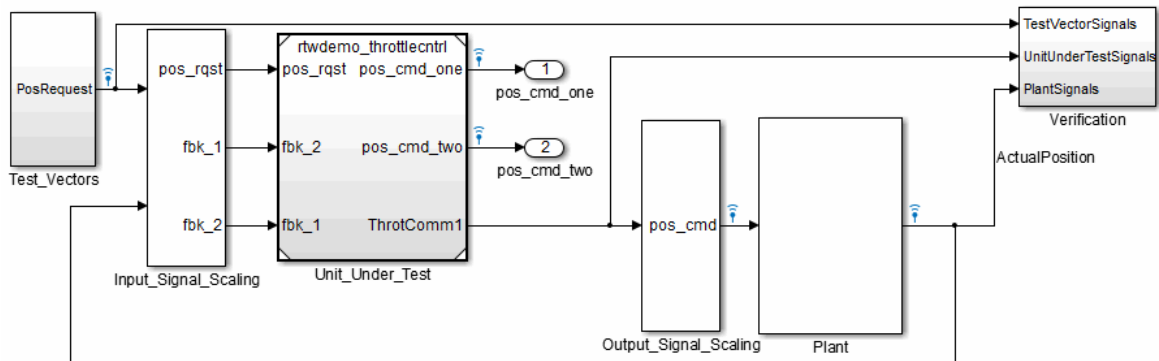 rtwdemo_throttlecntrl
TestVectorSignals
UnitUnderTestSignals
PlantSignals
Verification
PosRequest
Test_Vectors
pos_rqst
fbk_1
fbk_2
Input_Signal_Scaling
pos_rqst pos_cmd_one
fbk_2 pos_cmd_two
fbk_1 ThrotComm1
Unit_Under_Test
1
pos_cmd_one
2
pos_cmd_two
pos_cmd
Output_Signal_Scaling
Plant
ActualPosition